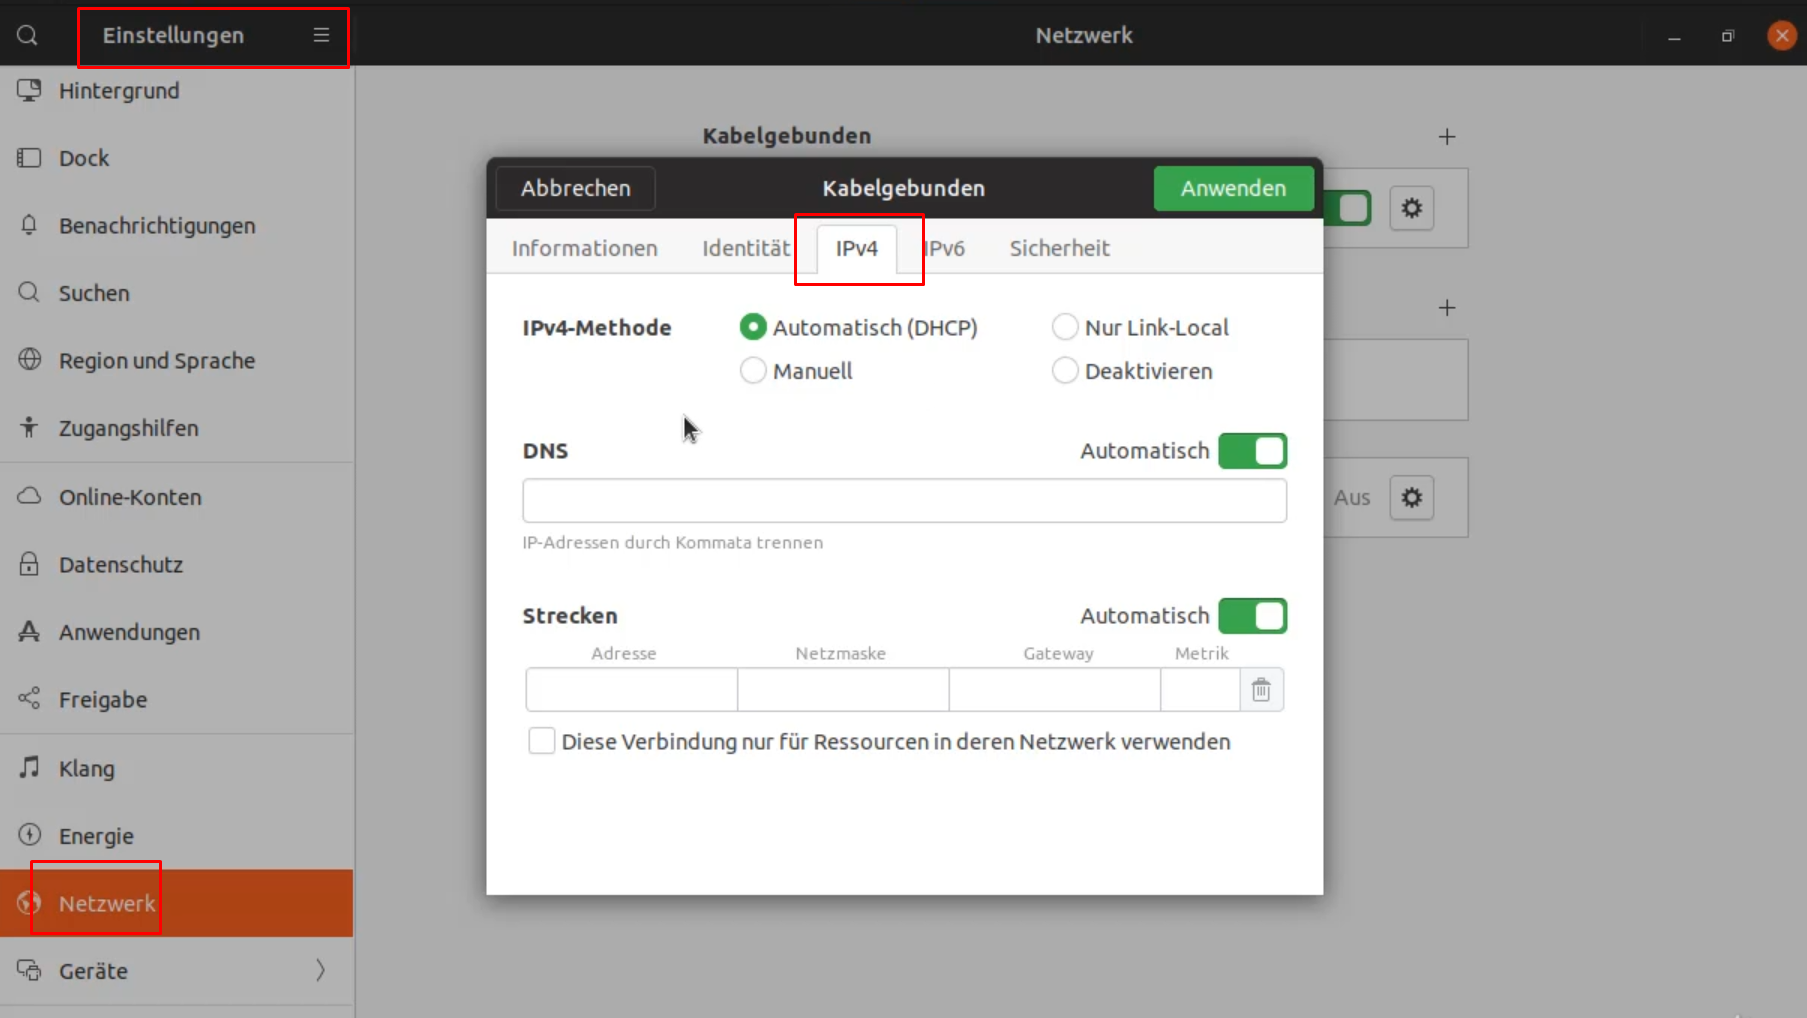 Einstellungen
Netzwerk
Hintergrund
Dock
Benachrichtigungen
Suchen
Region und Sprache
Zugangshilfen
Online-Konten
Datenschutz
Anwendungen
Freigabe
Klang
Energie
Netzwerk
Geräte
Kabelgebunden
Aus
Abbrechen
Kabelgebunden
Anwenden
Informationen
Identität
IPv4
IPv6
Sicherheit
IPv4-Methode
Automatisch (DHCP)
Nur Link-Local
Manuell
Deaktivieren
DNS
Automatisch
IP-Adressen durch Kommata trennen
Strecken
Automatisch
Adresse
Netzmaske
Gateway
Metrik
Diese Verbindung nur für Ressourcen in deren Netzwerk verwenden